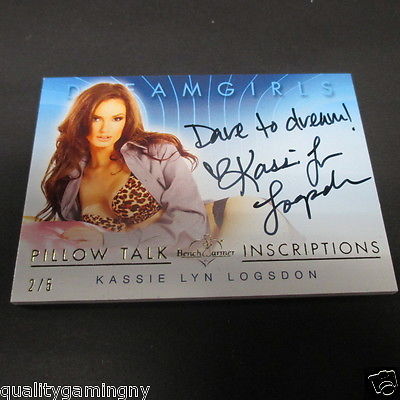 DREAMGIRLS
Dare to dream!
Kassie Lyn
Logsdon
PILLOW TALK BenchWarmer INSCRIPTIONS
KASSIE LYN LOGSDON
2/5
qualitygamingny